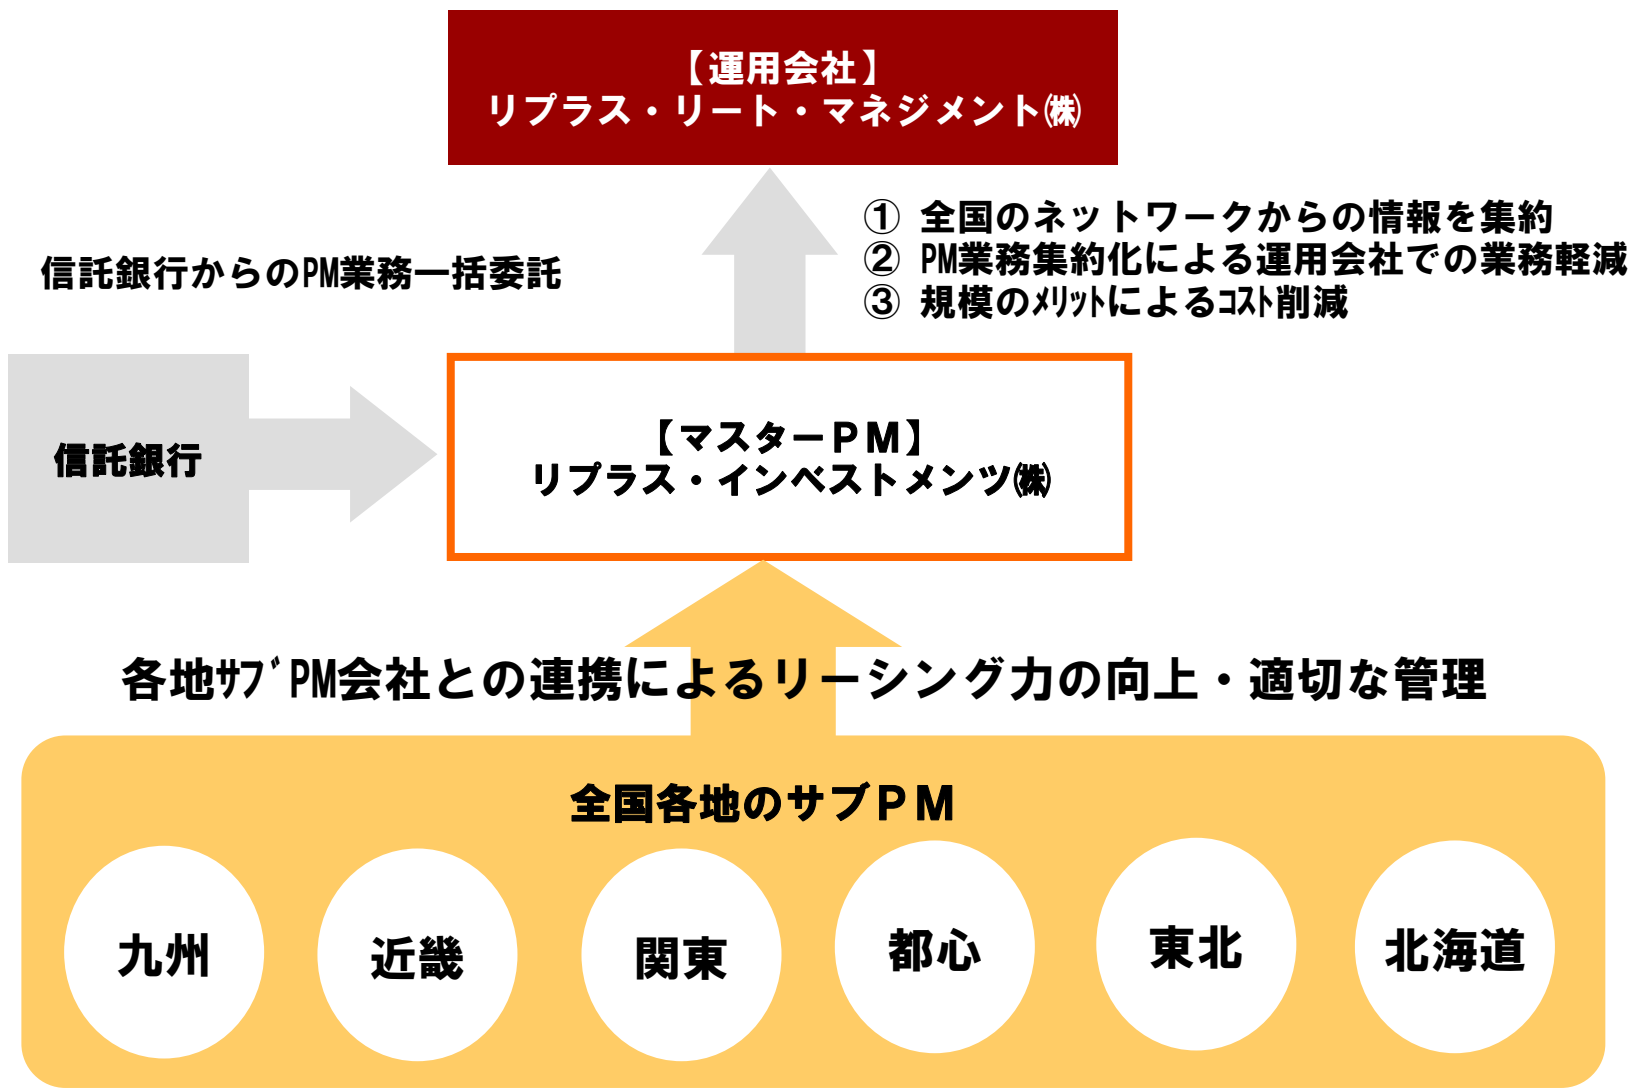 【運用会社】
リプラス・リート・マネジメント㈱
① 全国のネットワークからの情報を集約
② PM業務集約化による運用会社での業務軽減
③ 規模のﾒﾘｯﾄによるｺｽﾄ削減
信託銀行からのPM業務一括委託
信託銀行
【マスターＰＭ】
リプラス・インベストメンツ㈱
各地ｻﾌﾞPM会社との連携によるリーシング力の向上・適切な管理
全国各地のサブＰＭ
九州
近畿
関東
都心
東北
北海道